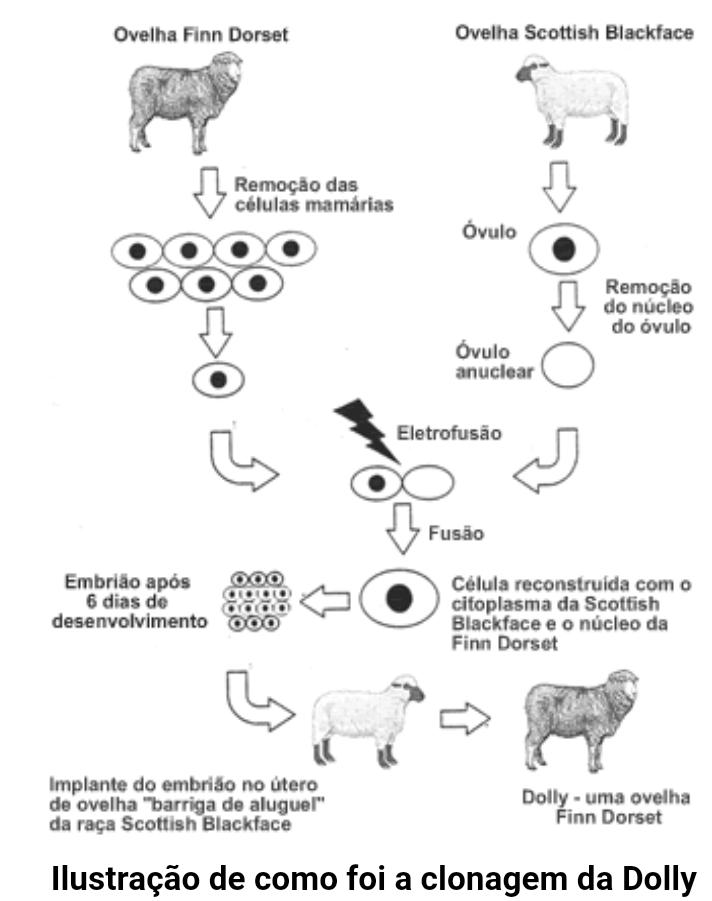 Ovelha Finn Dorset
Ovelha Scottish Blackface
Remoção das
células mamárias
Óvulo
Remoção
do núcleo
do óvulo
Óvulo
anuclear
Eletrofusão
Fusão
Embrião após
6 dias de
desenvolvimento
Célula reconstruída com o
citoplasma da Scottish
Blackface e o núcleo da
Finn Dorset
Implante do embrião no útero
de ovelha "barriga de aluguel"
da raça Scottish Blackface
Dolly - uma ovelha
Finn Dorset
Ilustração de como foi a clonagem da Dolly